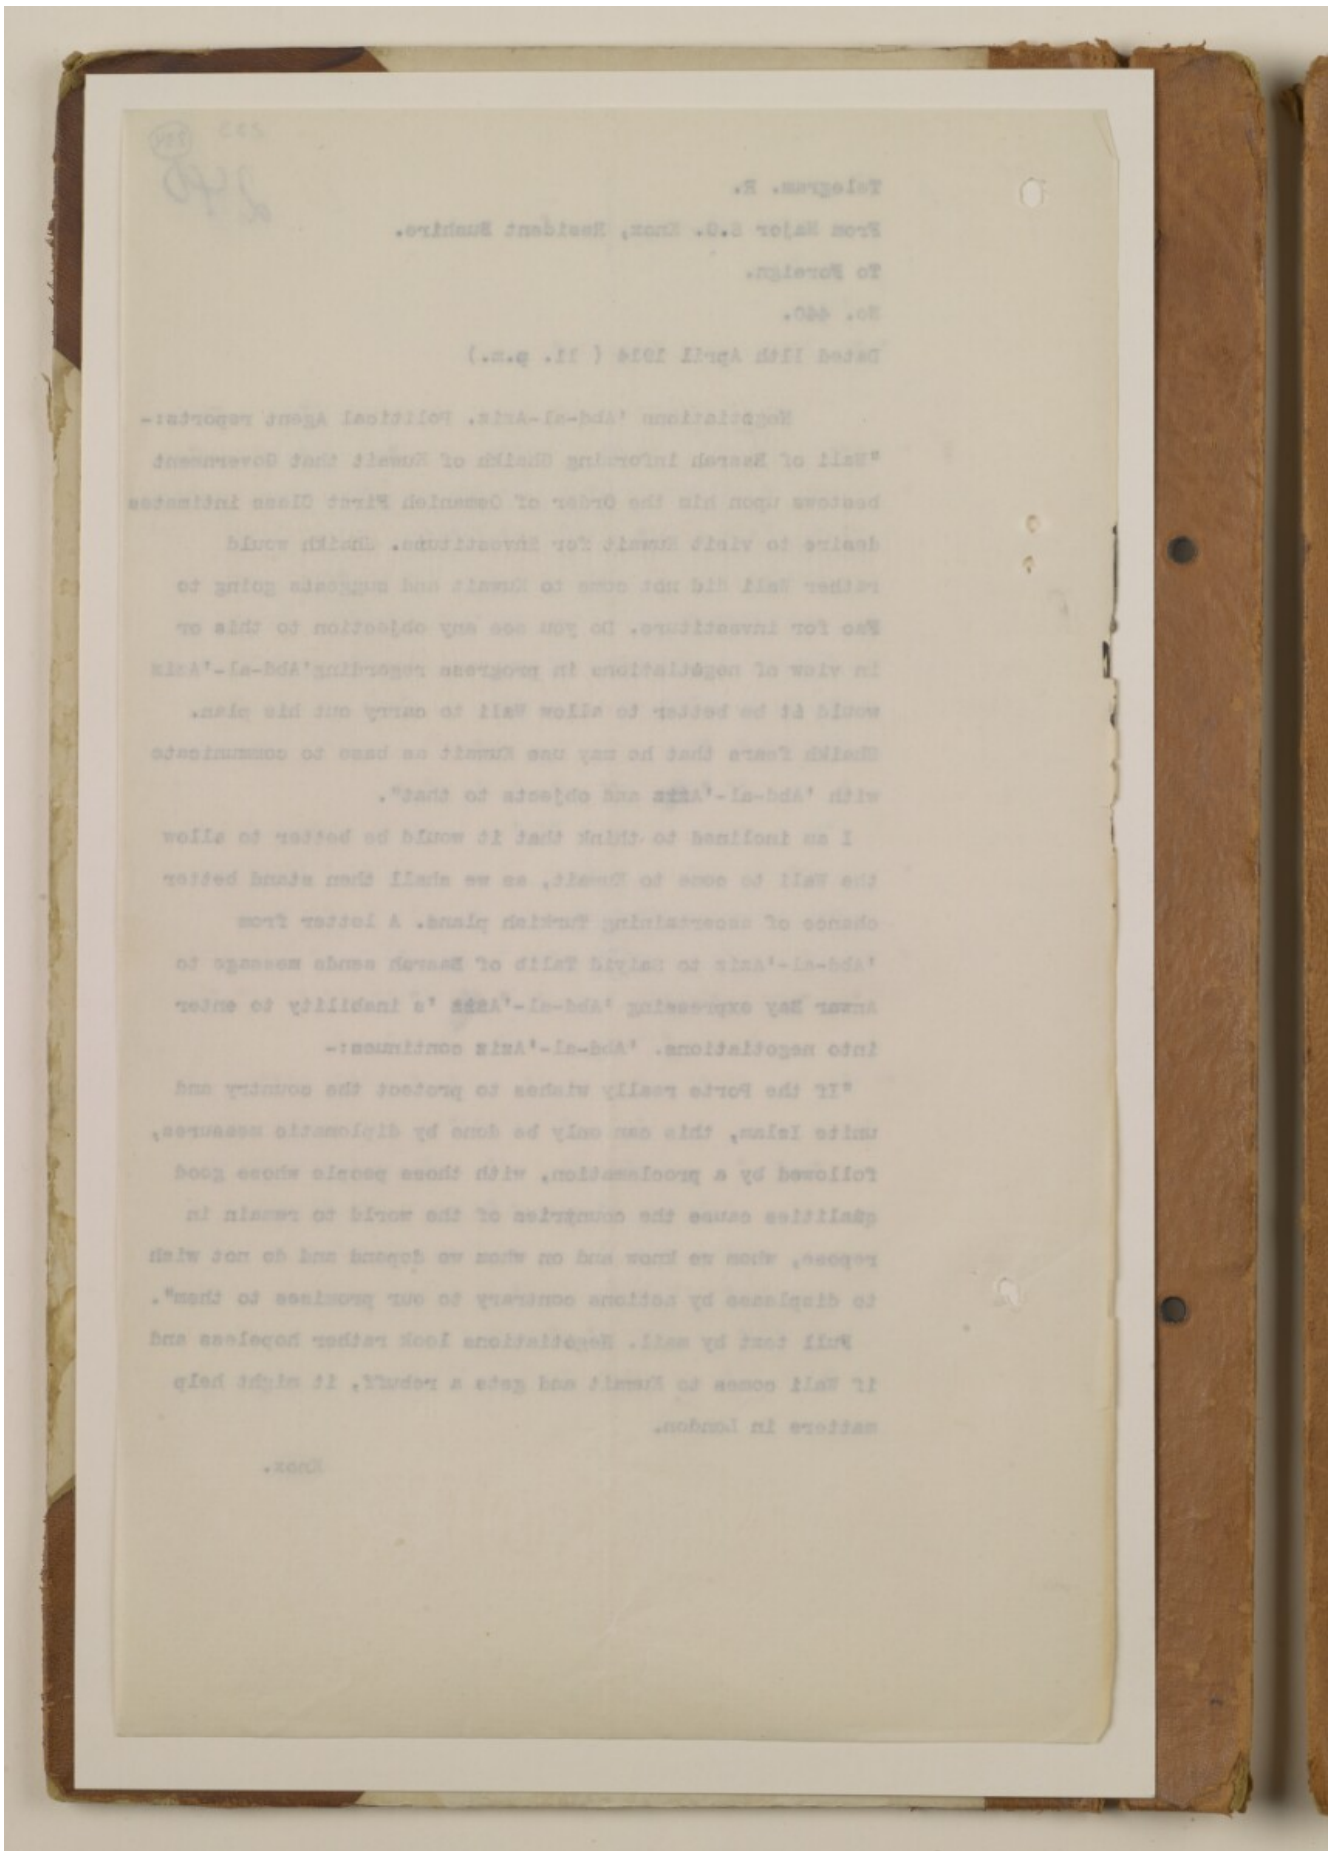 233
240
Telegram. R.
From Major S.G. Knox, Resident Bushire.
To Foreign.
No. 440.
Dated 11th April 1914 ( 11. p.m.)
Negotiations 'Abd-al-Aziz. Political Agent reports:-
"Wali of Basrah informing Shaikh of Kuwait that Government
bestows upon him the Order of Osmanieh First Class intimates
desire to visit Kuwait for investiture. Shaikh would
rather Wali did not come to Kuwait and suggests going to
Fao for investiture. Do you see any objection to this or
in view of negotiations in progress regarding'Abd-al-'Aziz
would it be better to allow Wali to carry out his plan.
Shaikh fears that he may use Kuwait as base to communicate
with 'Abd-al-'Aziz and objects to that".
I am inclined to think that it would be better to allow
the Wali to come to Kuwait, as we shall then stand better
chance of ascertaining Turkish plans. A letter from
'Abd-al-'Aziz to Saiyid Talib of Basrah sends message to
Anwar Bey expressing 'Abd-al-'Aziz 's inability to enter
into negotiations. 'Abd-al-'Aziz continues:-
"If the Porte really wishes to protect the country and
unite Islam, this can only be done by diplomatic measures,
followed by a proclamation, with those people whose good
qualities cause the countries of the world to remain in
repose, whom we know and on whom we depend and do not wish
to displease by actions contrary to our promises to them".
Full text by mail. Negotiations look rather hopeless and
if Wali comes to Kuwait and gets a rebuff, it might help
matters in London.
Knox.